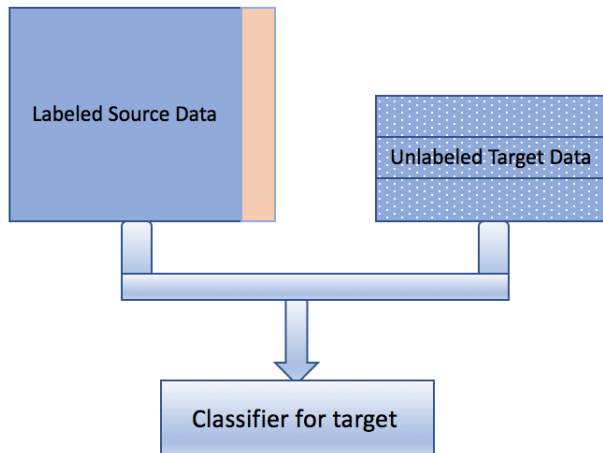 Labeled Source Data
Unlabeled Target Data
Classifier for target